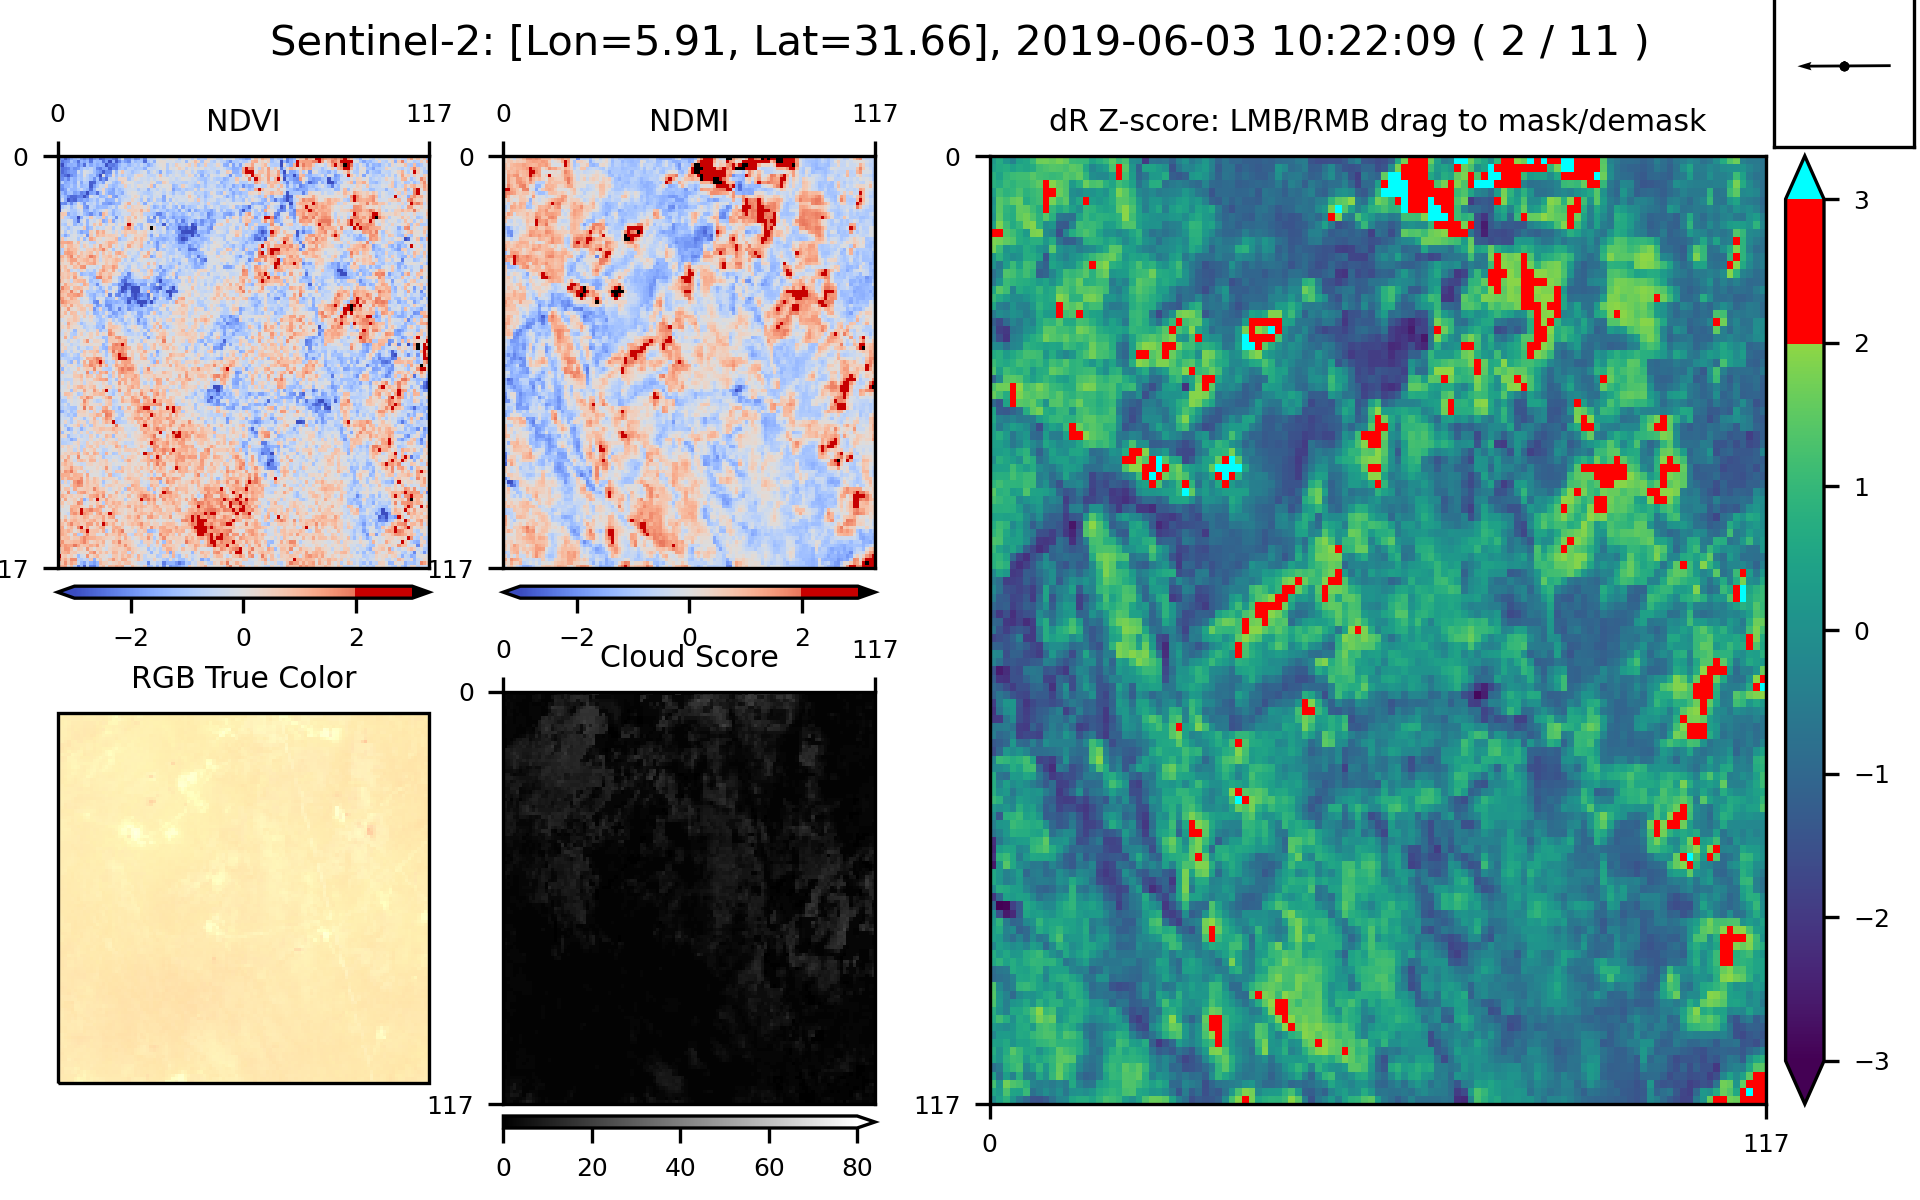 Sentinel-2: [Lon=5.91, Lat=31.66], 2019-06-03 10:22:09 ( 2 / 11 )
0 NDVI 117
0
17
−2 0 2
0 NDMI 117
0
117
−2 0 2
dR Z-score: LMB/RMB drag to mask/demask
0
117
0 117
3
2
1
0
−1
−2
−3
RGB True Color
0 Cloud Score 117
0
117
0 20 40 60 80